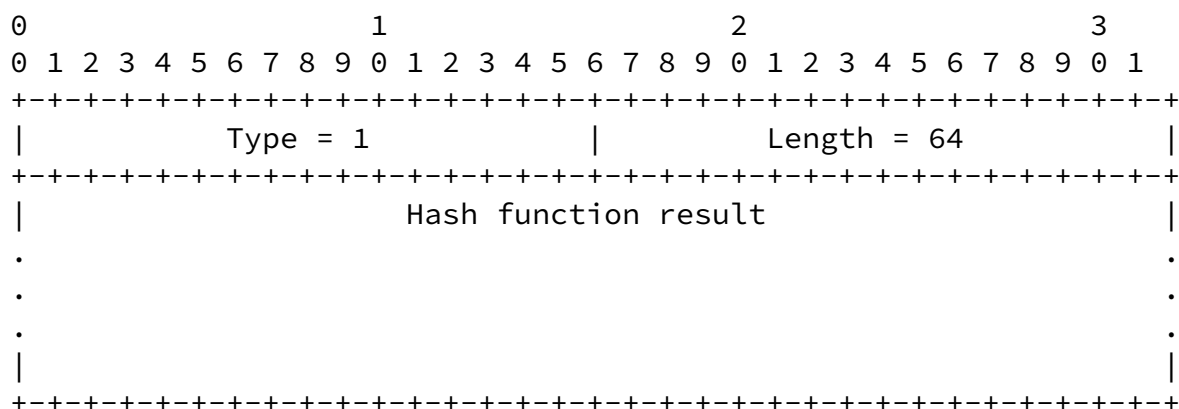 0                   1                   2                   3
0 1 2 3 4 5 6 7 8 9 0 1 2 3 4 5 6 7 8 9 0 1 2 3 4 5 6 7 8 9 0 1
+-+-+-+-+-+-+-+-+-+-+-+-+-+-+-+-+-+-+-+-+-+-+-+-+-+-+-+-+-+-+-+-+
|           Type = 1            |         Length = 64           |
+-+-+-+-+-+-+-+-+-+-+-+-+-+-+-+-+-+-+-+-+-+-+-+-+-+-+-+-+-+-+-+-+
|                     Hash function result                      |
.                                                               .
.                                                               .
.                                                               .
|                                                               |
+-+-+-+-+-+-+-+-+-+-+-+-+-+-+-+-+-+-+-+-+-+-+-+-+-+-+-+-+-+-+-+-+